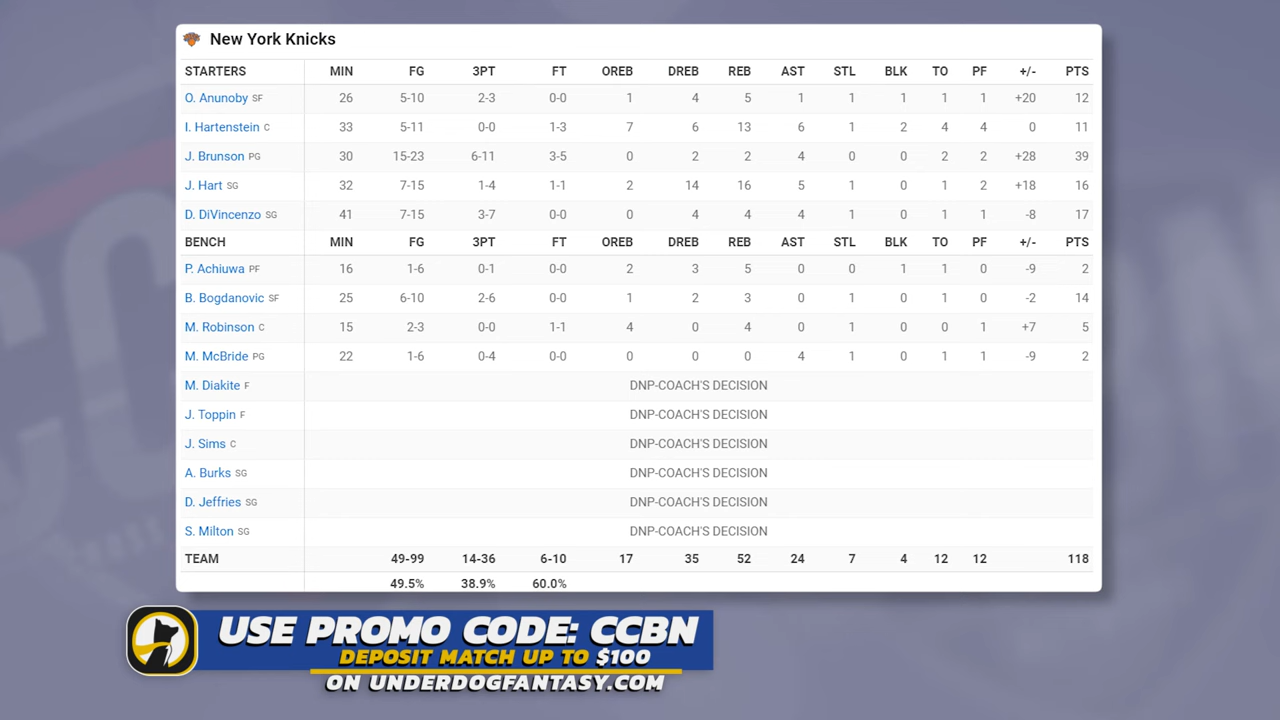 New York Knicks
STARTERS MIN FG 3PT FT OREB DREB REB AST STL BLK TO PF +/- PTS
O. Anunoby SF 26 5-10 2-3 0-0 1 4 5 1 1 1 1 1 +20 12
I. Hartenstein C 33 5-11 0-0 1-3 7 6 13 6 1 2 4 4 0 11
J. Brunson PG 30 15-23 6-11 3-5 0 2 2 4 0 0 2 2 +28 39
J. Hart SG 32 7-15 1-4 1-1 2 14 16 5 1 0 1 2 +18 16
D. DiVincenzo SG 41 7-15 3-7 0-0 0 4 4 4 1 0 1 1 -8 17
BENCH MIN FG 3PT FT OREB DREB REB AST STL BLK TO PF +/- PTS
P. Achiuwa PF 16 1-6 0-1 0-0 2 3 5 0 0 1 1 0 -9 2
B. Bogdanovic SF 25 6-10 2-6 0-0 1 2 3 0 1 0 1 0 -2 14
M. Robinson C 15 2-3 0-0 1-1 4 0 4 0 1 0 0 1 +7 5
M. McBride PG 22 1-6 0-4 0-0 0 0 0 4 1 0 1 1 -9 2
M. Diakite F DNP-COACH'S DECISION
J. Toppin F DNP-COACH'S DECISION
J. Sims C DNP-COACH'S DECISION
A. Burks SG DNP-COACH'S DECISION
D. Jeffries SG DNP-COACH'S DECISION
S. Milton SG DNP-COACH'S DECISION
TEAM 49-99 14-36 6-10 17 35 52 24 7 4 12 12 118
49.5% 38.9% 60.0%
USE PROMO CODE: CCBN
DEPOSIT MATCH UP TO $100
ON UNDERDOGFANTASY.COM